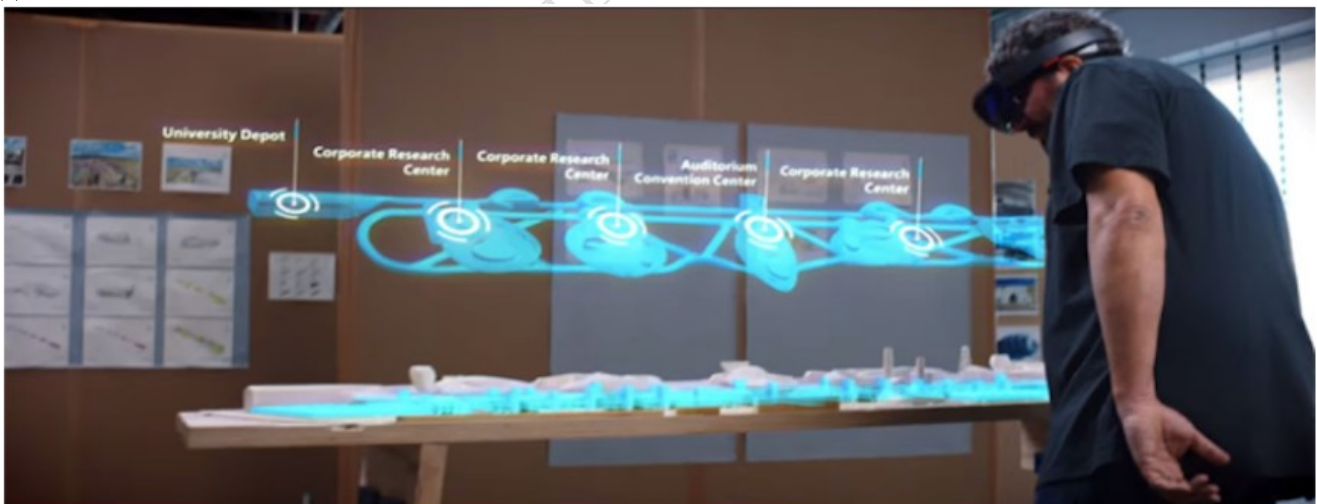 University Depot
Corporate Research
Center
Corporate Research
Center
Auditorium
Convention Center
Corporate Research
Center